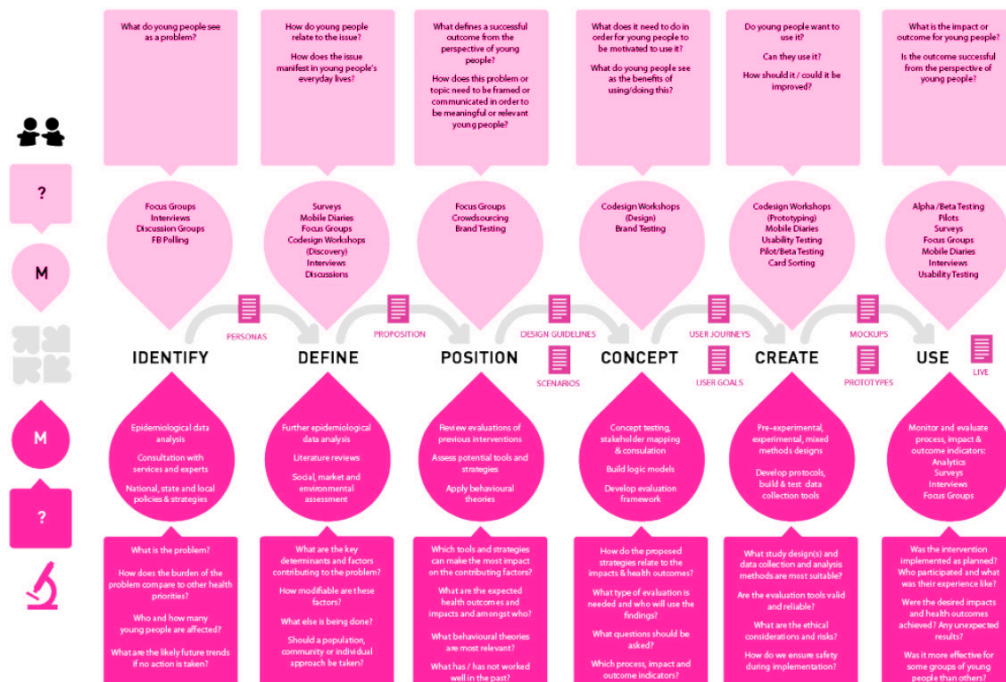 What do young people see
as a problem?
How do young people
relate to the issue?
How does the issue
manifest in young people's
everyday lives?
What defines a successful
outcome from the
perspective of young
people?
How does this problem or
topic need to be framed or
communicated in order to
be meaningful or relevant
young people?
What does it need to do in
order for young people to
be motivated to use it?
What do young people see
as the benefits of
using/doing this?
Do young people want to
use it?
Can they use it?
How should it / could it be
improved?
What is the impact or
outcome for young people?
Is the outcome successful
from the perspective of
young people?
?
M
Focus Groups
Interviews
Discussion Groups
FB Polling
Surveys
Mobile Diaries
Focus Groups
Codesign Workshops
(Discovery)
Interviews
Discussions
Focus Groups
Crowdsourcing
Brand Testing
Codesign Workshops
(Design)
Brand Testing
Codesign Workshops
(Prototyping)
Mobile Diaries
Usability Testing
Pilot/Beta Testing
Card Sorting
Alpha /Beta Testing
Pilots
Surveys
Focus Groups
Mobile Diaries
Interviews
Usability Testing
PERSONAS
PROPOSITION
DESIGN GUIDELINES
USER JOURNEYS
MOCKUPS
IDENTIFY
DEFINE
POSITION
CONCEPT
CREATE
USE
SCENARIOS
USER GOALS
PROTOTYPES
LIVE
M
?
Epidemiological data
analysis
Consultation with
services and experts
National, state and local
policies & strategies
Further epidemiological
data analysis
Literature reviews
Social, market and
environmental
assessment
Review evaluations of
previous interventions
Assess potential tools and
strategies
Apply behavioural
theories
Concept testing,
stakeholder mapping
& consulation
Build logic models
Develop evaluation
framework
Pre-experimental,
experimental, mixed
methods designs
Develop protocols,
build & test data
collection tools
Monitor and evaluate
process, impact &
outcome indicators:
Analytics
Surveys
Interviews
Focus Groups
What is the problem?
How does the burden of the
problem compare to other health
priorities?
Who and how many
young people are affected?
What are the likely future trends
if no action is taken?
What are the key
determinants and factors
contributing to the problem?
How modifiable are these
factors?
What else is being done?
Should a population,
community or individual
approach be taken?
Which tools and strategies
can make the most impact
on the contributing factors?
What are the expected
health outcomes and
impacts and amongst who?
What behavioural theories
are most relevant?
What has / has not worked
well in the past?
How do the proposed
strategies relate to the
impacts & health outcomes?
What type of evaluation is
needed and who will use the
findings?
What questions should be
asked?
Which process, impact and
outcome indicators?
What study design(s) and
data collection and analysis
methods are most suitable?
Are the evaluation tools valid
and reliable?
What are the ethical
considerations and risks?
How do we ensure safety
during implementation?
Was the intervention
implemented as planned?
Who participated and what
was their experience like?
Were the desired impacts
and health outcomes
achieved? Any unexpected
results?
Was it more effective for
some groups of young
people than others?